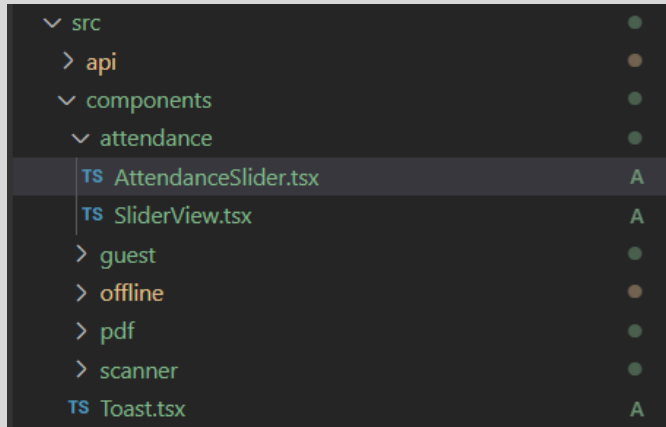 src
api
components
attendance
TS AttendanceSlider.tsx A
TS SliderView.tsx A
guest
offline
pdf
scanner
TS Toast.tsx A